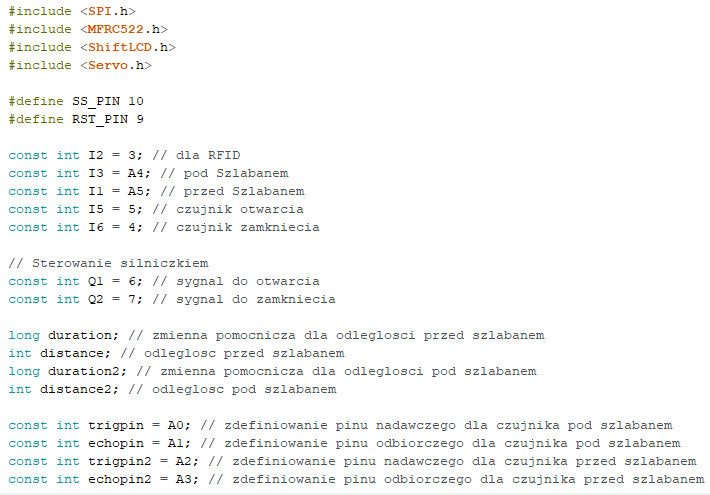 #include <SPI.h>
#include <MFRC522.h>
#include <ShiftLCD.h>
#include <Servo.h>
#define SS_PIN 10
#define RST_PIN 9
const int I2 = 3; // dla RFID
const int I3 = A4; // pod Szlabanem
const int I1 = A5; // przed Szlabanem
const int I5 = 5; // czujnik otwarcia
const int I6 = 4; // czujnik zamkniecia
// Sterowanie silniczkiem
const int Q1 = 6; // sygnal do otwarcia
const int Q2 = 7; // sygnal do zamkniecia
long duration; // zmienna pomocnicza dla odleglosci przed szlabanem
int distance; // odleglosc przed szlabanem
long duration2; // zmienna pomocnicza dla odleglosci pod szlabanem
int distance2; // odleglosc pod szlabanem
const int trigpin = A0; // zdefiniowanie pinu nadawczego dla czujnika pod szlabanem
const int echopin = A1; // zdefiniowanie pinu odbiorczego dla czujnika pod szlabanem
const int trigpin2 = A2; // zdefiniowanie pinu nadawczego dla czujnika przed szlabanem
const int echopin2 = A3; // zdefiniowanie pinu odbiorczego dla czujnika przed szlabanem